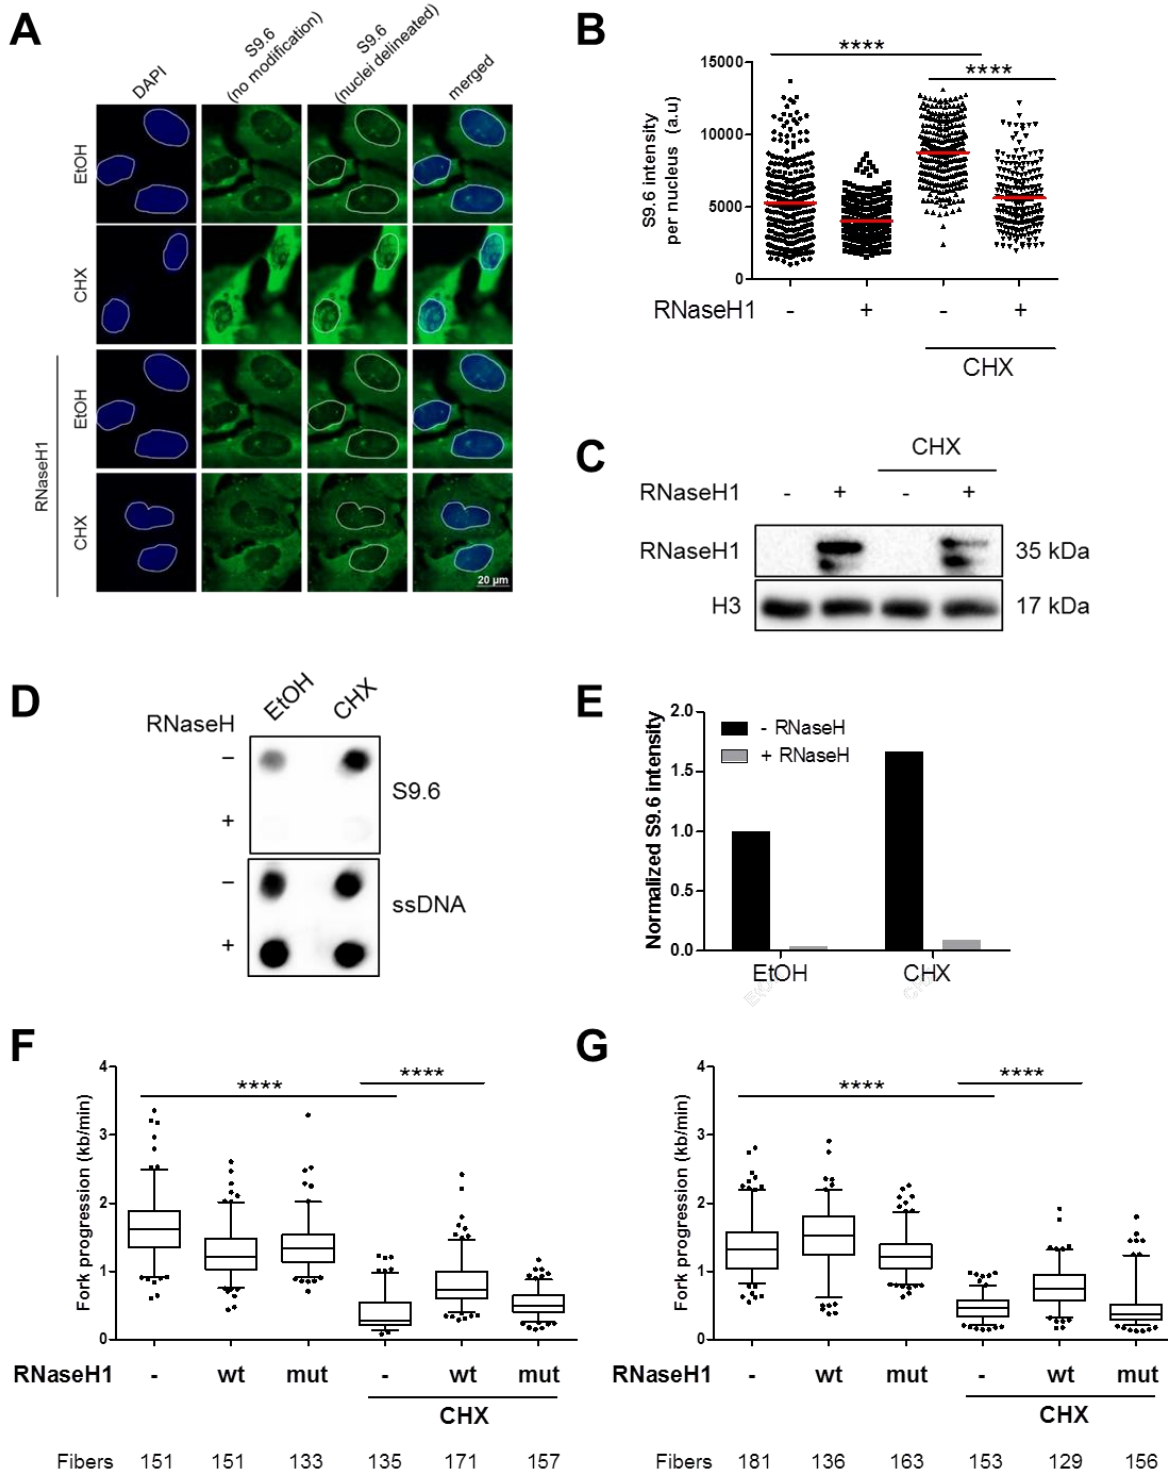 A
DAPI
S9.6
(no modification)
S9.6
(nuclei delineated)
merged
EtOH
CHX
RNaseH1
EtOH
CHX
20 µm
B
****
****
15000
10000
5000
0
S9.6 intensity
per nucleus (a.u)
RNaseH1 - + - +
CHX
C
CHX
RNaseH1 - + - +
RNaseH1 35 kDa
H3 17 kDa
D
EtOH CHX
RNaseH
−
S9.6
+
−
ssDNA
+
E
2.0
1.5
1.0
0.5
0.0
Normalized S9.6 intensity
- RNaseH
+ RNaseH
EtOH CHX
F
****
****
4
3
2
1
0
Fork progression (kb/min)
RNaseH1 - wt mut - wt mut
CHX
Fibers 151 151 133 135 171 157
G
****
****
4
3
2
1
0
Fork progression (kb/min)
RNaseH1 - wt mut - wt mut
CHX
Fibers 181 136 163 153 129 156